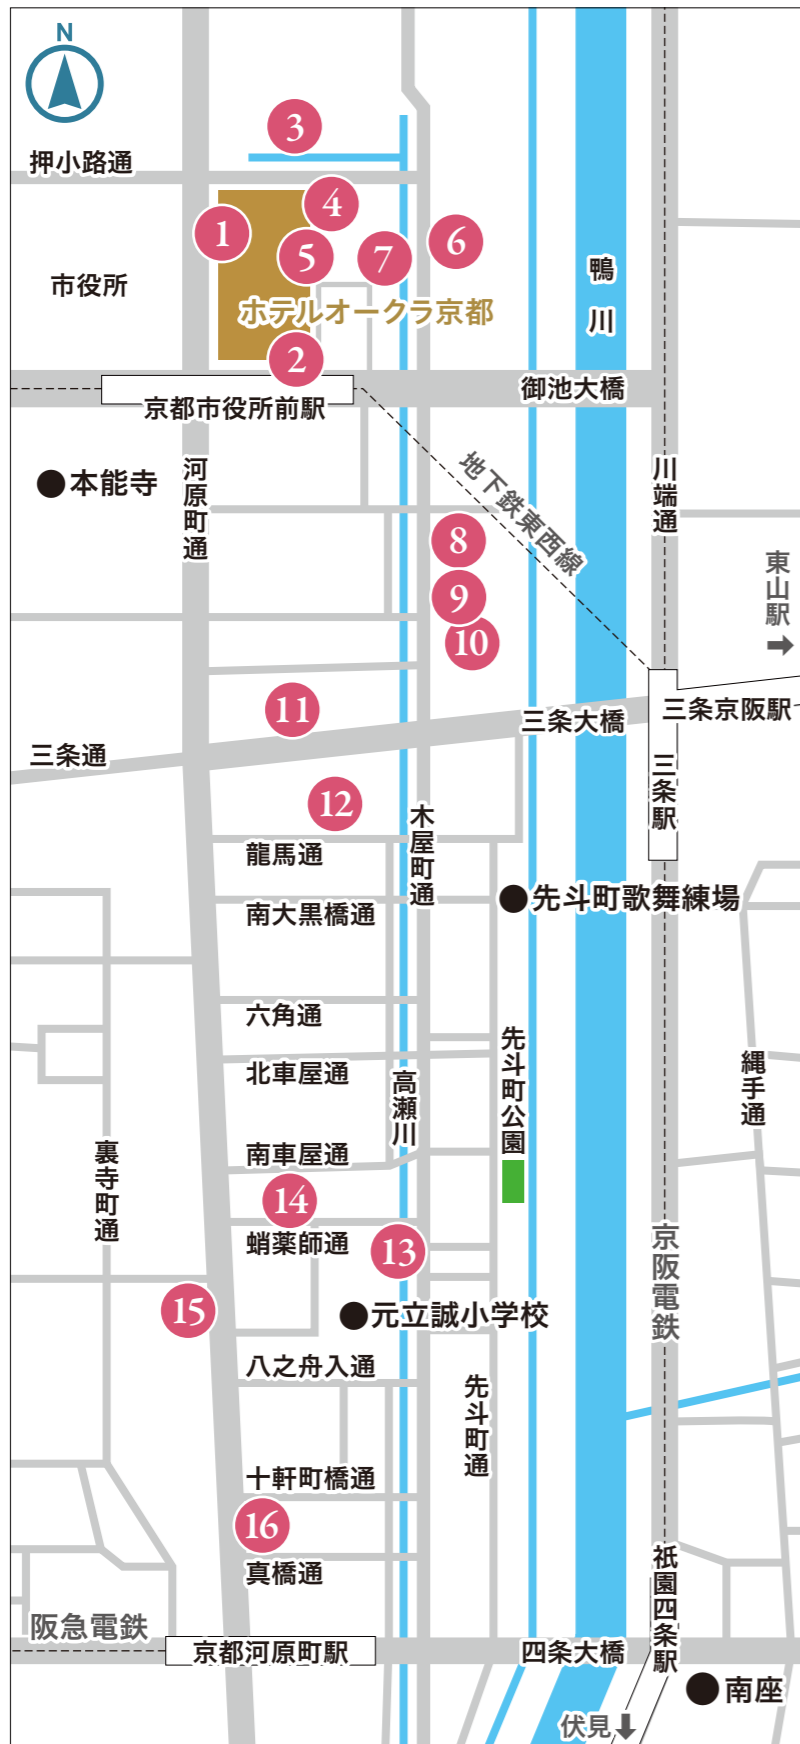 N
3
押小路通
4
1
6
5
7
市役所
鴨川
ホテルオークラ京都
2
御池大橋
京都市役所前駅
本能寺
河原町通
地下鉄東西線
川端通
8
東山駅
9
10
11
三条大橋
三条京阪駅
三条通
三条駅
12
木屋町通
龍馬通
先斗町歌舞練場
南大黒橋通
六角通
先斗町公園
北車屋通
高瀬川
縄手通
裏寺町通
南車屋通
14
蛸薬師通
13
京阪電鉄
15
元立誠小学校
八之舟入通
先斗町通
十軒町橋通
16
真橋通
祇園四条駅
阪急電鉄
京都河原町駅
四条大橋
南座
伏見